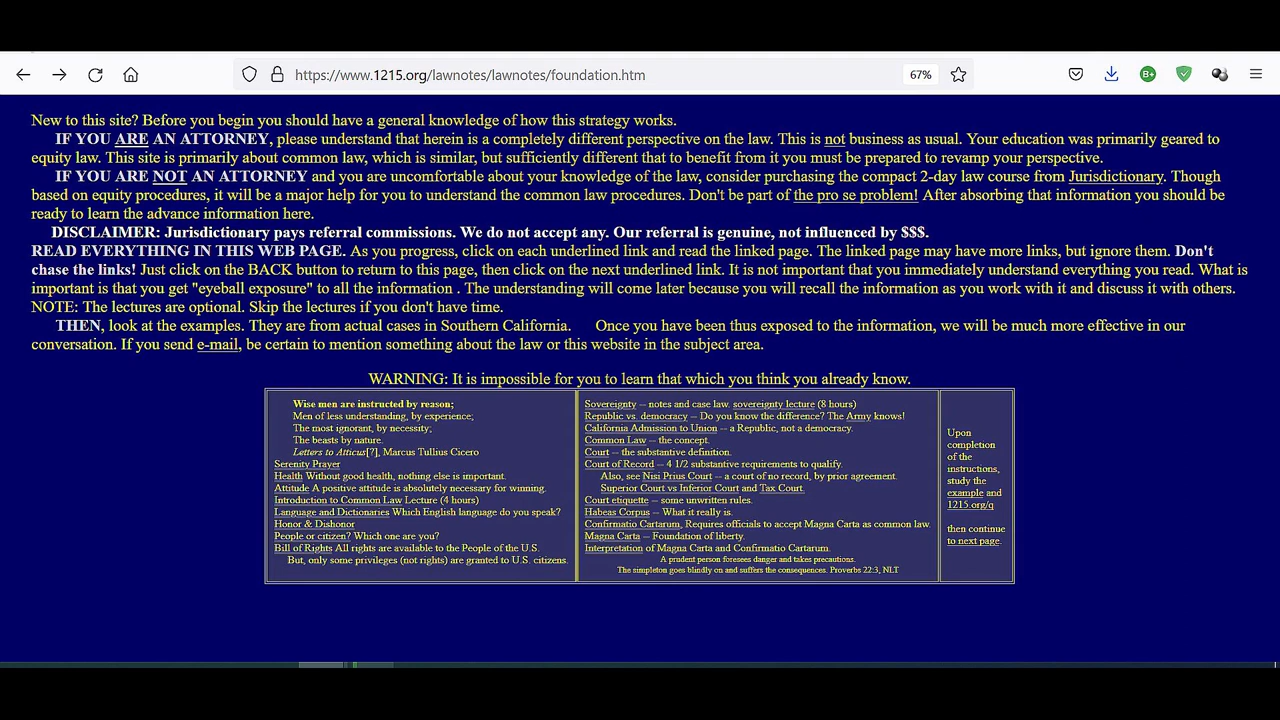 https://www.1215.org/lawnotes/lawnotes/foundation.htm
67%
New to this site? Before you begin you should have a general knowledge of how this strategy works.
IF YOU ARE AN ATTORNEY, please understand that herein is a completely different perspective on the law. This is not business as usual. Your education was primarily geared to
equity law. This site is primarily about common law, which is similar, but sufficiently different that to benefit from it you must be prepared to revamp your perspective.
IF YOU ARE NOT AN ATTORNEY and you are uncomfortable about your knowledge of the law, consider purchasing the compact 2-day law course from Jurisdictionary. Though
based on equity procedures, it will be a major help for you to understand the common law procedures. Don't be part of the pro se problem! After absorbing that information you should be
ready to learn the advance information here.
DISCLAIMER: Jurisdictionary pays referral commissions. We do not accept any. Our referral is genuine, not influenced by $$$.
READ EVERYTHING IN THIS WEB PAGE. As you progress, click on each underlined link and read the linked page. The linked page may have more links, but ignore them. Don't
chase the links! Just click on the BACK button to return to this page, then click on the next underlined link. It is not important that you immediately understand everything you read. What is
important is that you get "eyeball exposure" to all the information . The understanding will come later because you will recall the information as you work with it and discuss it with others.
NOTE: The lectures are optional. Skip the lectures if you don't have time.
THEN, look at the examples. They are from actual cases in Southern California. Once you have been thus exposed to the information, we will be much more effective in our
conversation. If you send e-mail, be certain to mention something about the law or this website in the subject area.
WARNING: It is impossible for you to learn that which you think you already know.
Wise men are instructed by reason;
Men of less understanding, by experience;
The most ignorant, by necessity;
The beasts by nature.
Letters to Atticus[?], Marcus Tullius Cicero
Serenity Prayer
Health Without good health, nothing else is important.
Attitude A positive attitude is absolutely necessary for winning.
Introduction to Common Law Lecture (4 hours)
Language and Dictionaries Which English language do you speak?
Honor & Dishonor
People or citizen? Which one are you?
Bill of Rights All rights are available to the People of the U.S.
But, only some privileges (not rights) are granted to U.S. citizens.
Sovereignty -- notes and case law, sovereignty lecture (8 hours)
Republic vs. democracy -- Do you know the difference? The Army knows!
California Admission to Union -- a Republic, not a democracy.
Common Law -- the concept.
Court -- the substantive definition.
Court of Record -- 4 1/2 substantive requirements to qualify.
Also, see Nisi Prius Court -- a court of no record, by prior agreement.
Superior Court vs Inferior Court and Tax Court.
Court etiquette -- some unwritten rules.
Habeas Corpus -- What it really is.
Confirmatio Cartarum, Requires officials to accept Magna Carta as common law.
Magna Carta -- Foundation of liberty.
Interpretation of Magna Carta and Confirmatio Cartarum.
A prudent person foresees danger and takes precautions.
The simpleton goes blindly on and suffers the consequences. Proverbs 22:3, NLT
Upon
completion
of the
instructions,
study the
example and
1215.org/q
then continue
to next page.